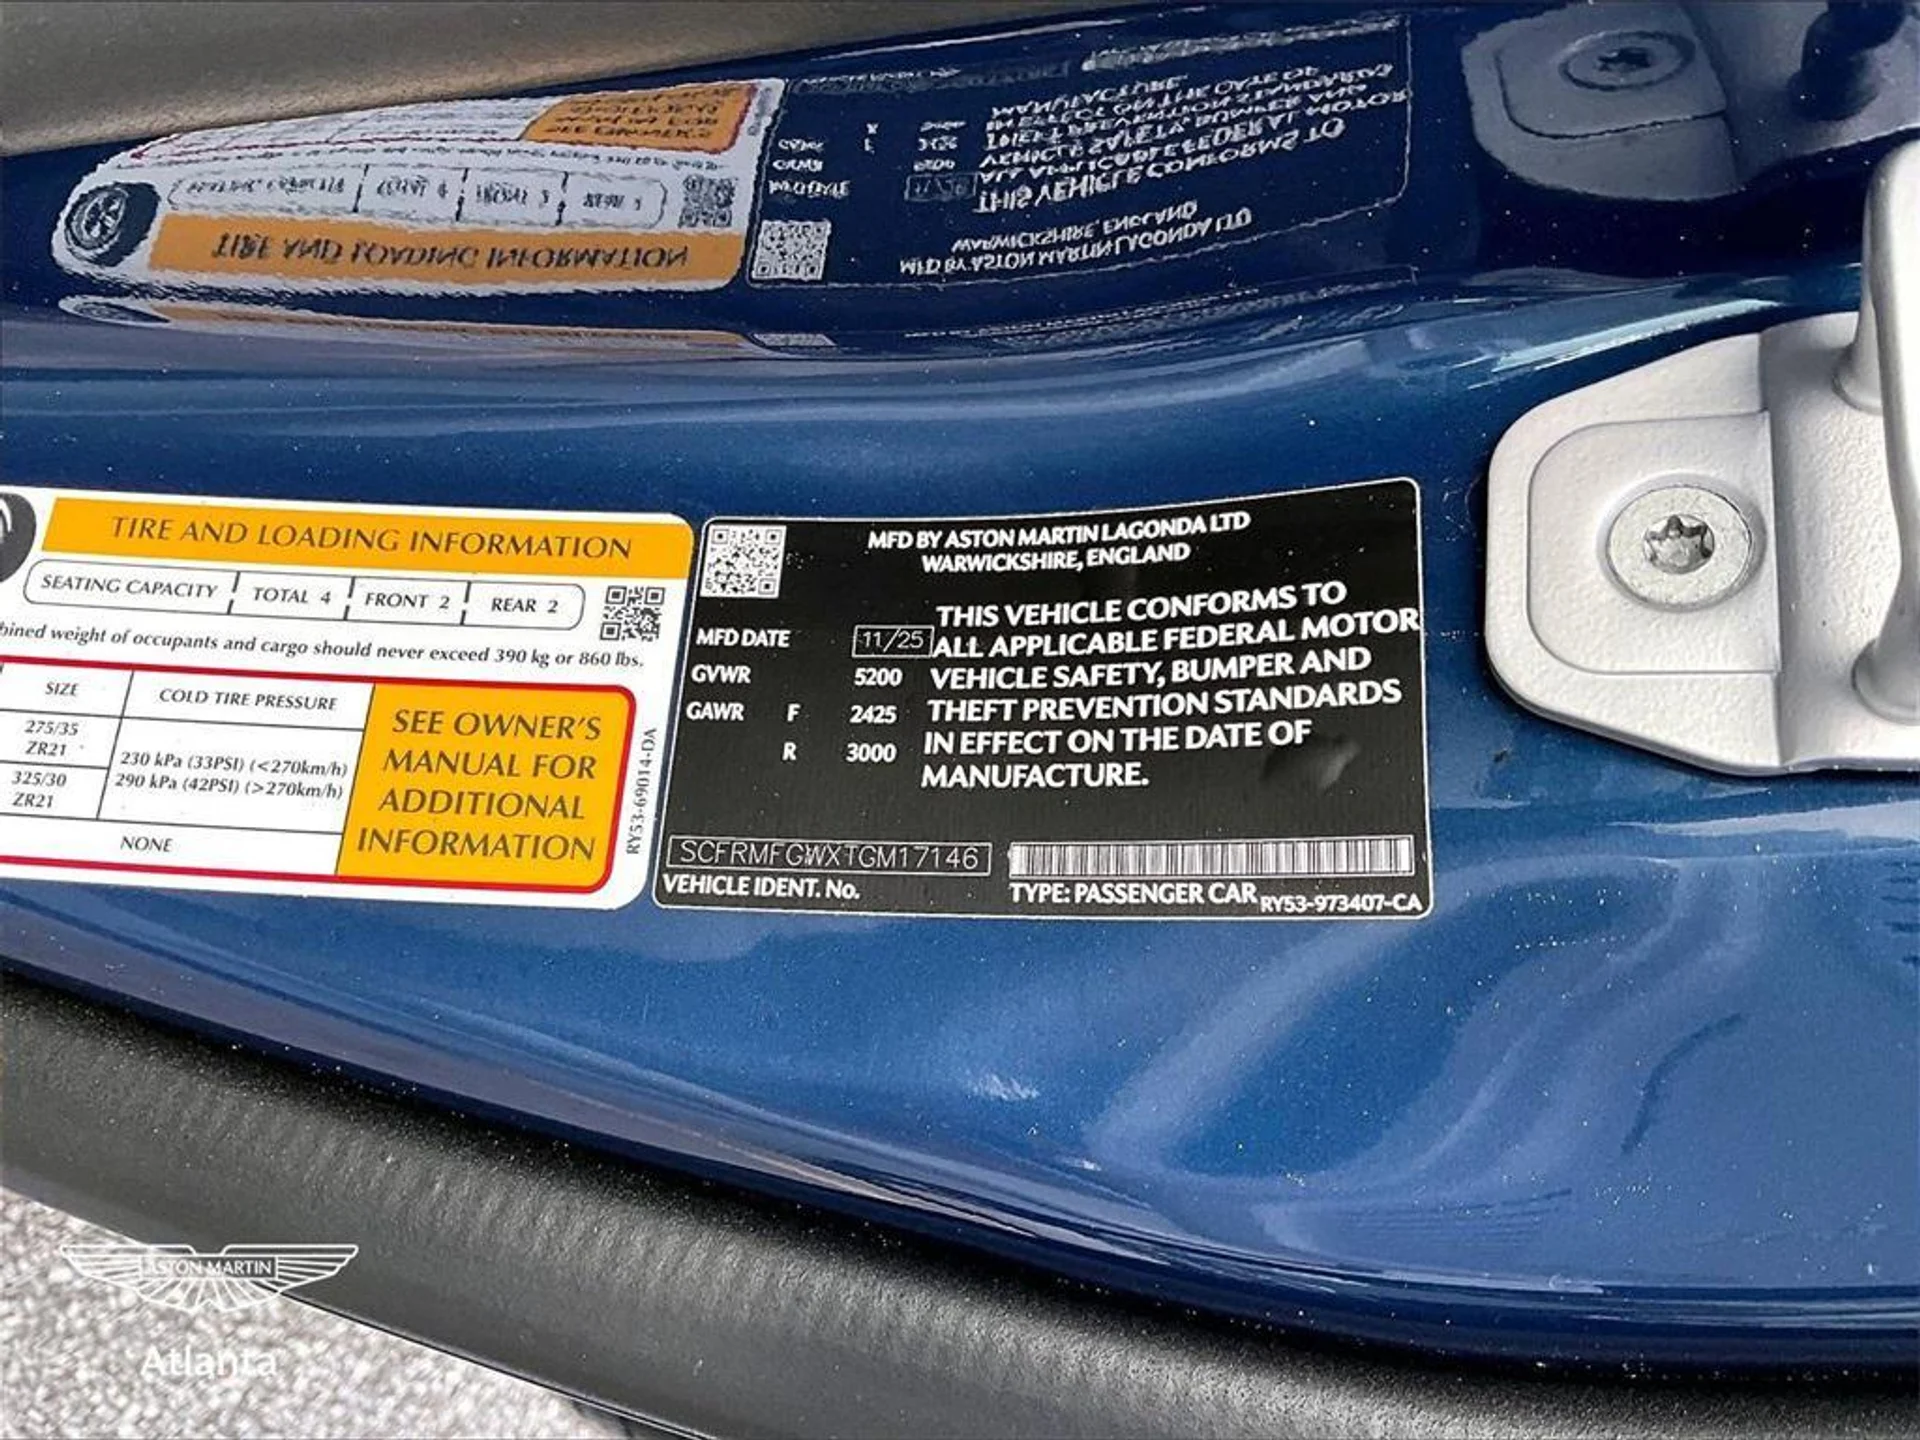 TIRE AND LOADING INFORMATION
SEATING CAPACITY TOTAL 4 FRONT 2 REAR 2
bined weight of occupants and cargo should never exceed 390 kg or 860 lbs.
SIZE COLD TIRE PRESSURE
275/35
ZR21
325/30
ZR21
230 kPa (33PSI) (<270km/h)
290 kPa (42PSI) (>270km/h)
NONE
SEE OWNER'S
MANUAL FOR
ADDITIONAL
INFORMATION
RY53-69014-DA
MFD BY ASTON MARTIN LAGONDA LTD
WARWICKSHIRE, ENGLAND
MFD DATE 11/25
GVWR 5200
GAWR F 2425
R 3000
THIS VEHICLE CONFORMS TO
ALL APPLICABLE FEDERAL MOTOR
VEHICLE SAFETY, BUMPER AND
THEFT PREVENTION STANDARDS
IN EFFECT ON THE DATE OF
MANUFACTURE.
SCFRMFGWXTGM17146
VEHICLE IDENT. No.
TYPE: PASSENGER CAR RY53-973407-CA
ASTON MARTIN
Atlanta